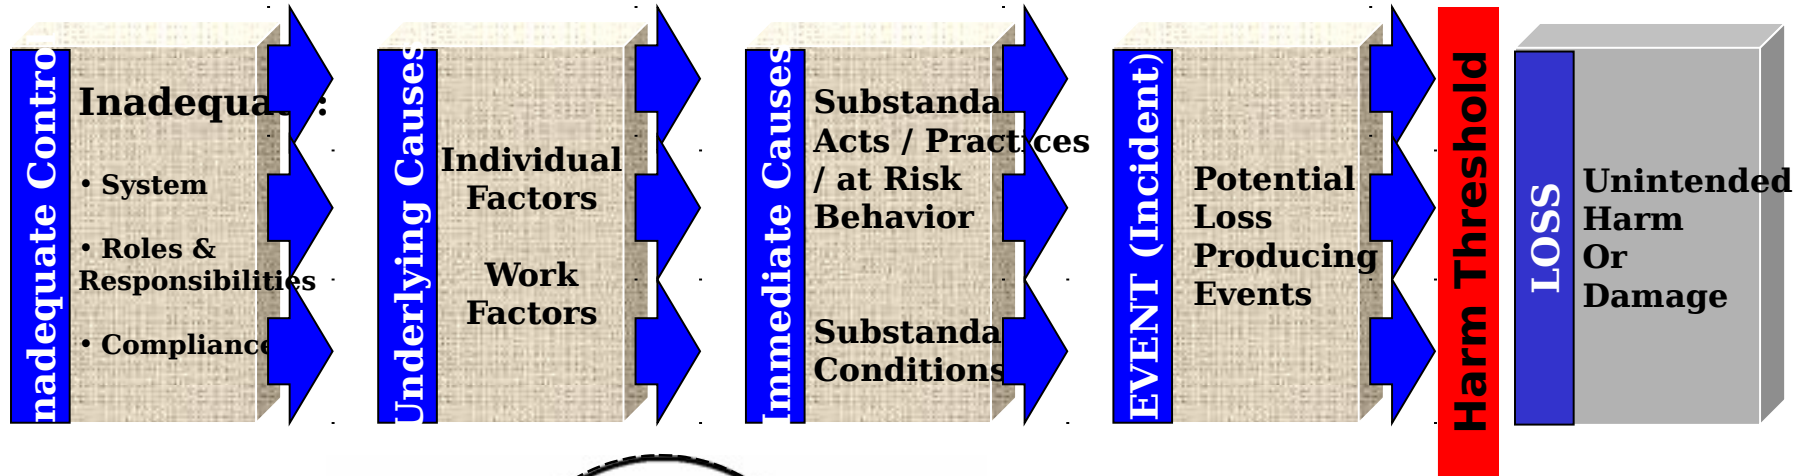 nadequate Contro
Inadequa :
• System
• Roles &
Responsibilities
• Compliance
Underlying Causes
Individual
Factors
Work
Factors
Immediate Causes
Substanda
Acts / Practices
/ at Risk
Behavior
Substanda
Conditions
EVENT (Incident)
Potential
Loss
Producing
Events
Harm Threshold
LOSS
Unintended
Harm
Or
Damage